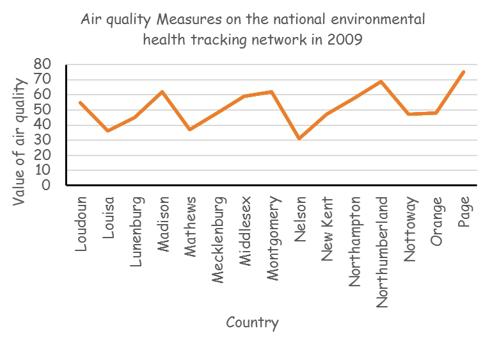 Air quality Measures on the national environmental
health tracking network in 2009
Value of air quality
80
70
60
50
40
30
20
10
0
Loudoun
Louisa
Lunenburg
Madison
Mathews
Mecklenburg
Middlesex
Montgomery
Nelson
New Kent
Northampton
Northumberland
Nottoway
Orange
Page
Country